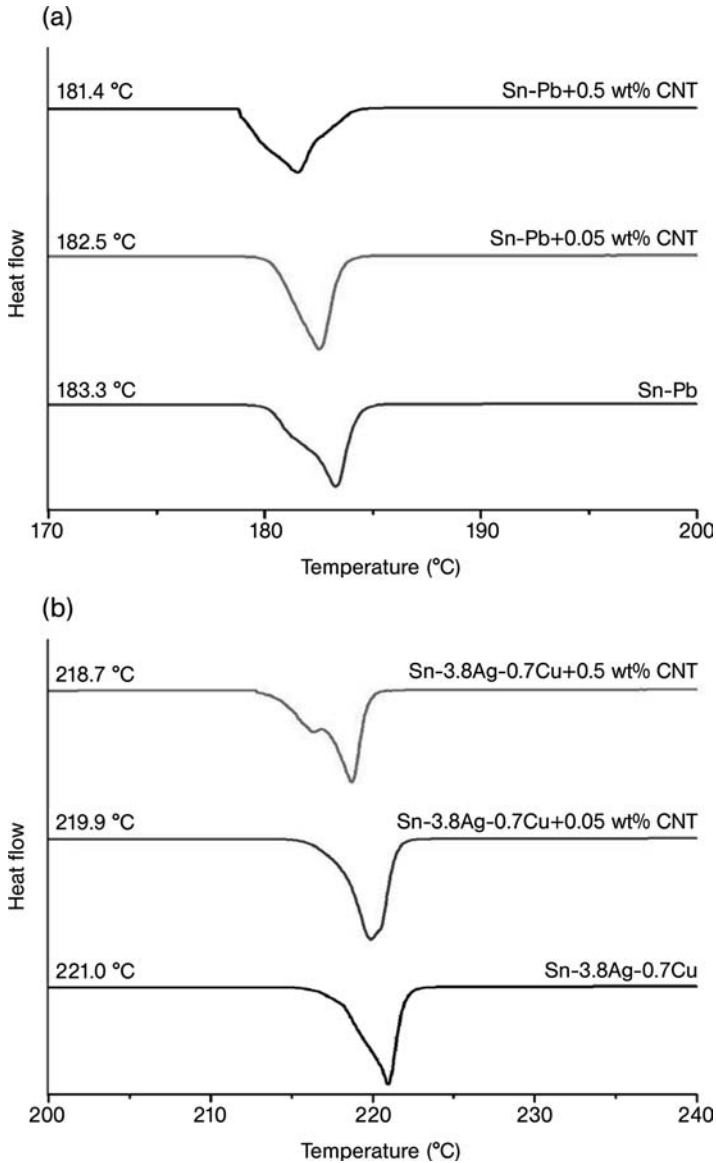 (a)
181.4 °C Sn-Pb+0.5 wt% CNT
182.5 °C Sn-Pb+0.05 wt% CNT
183.3 °C Sn-Pb
Heat flow
170 180 190 200
Temperature (°C)
(b)
218.7 °C Sn-3.8Ag-0.7Cu+0.5 wt% CNT
219.9 °C Sn-3.8Ag-0.7Cu+0.05 wt% CNT
221.0 °C Sn-3.8Ag-0.7Cu
Heat flow
200 210 220 230 240
Temperature (°C)